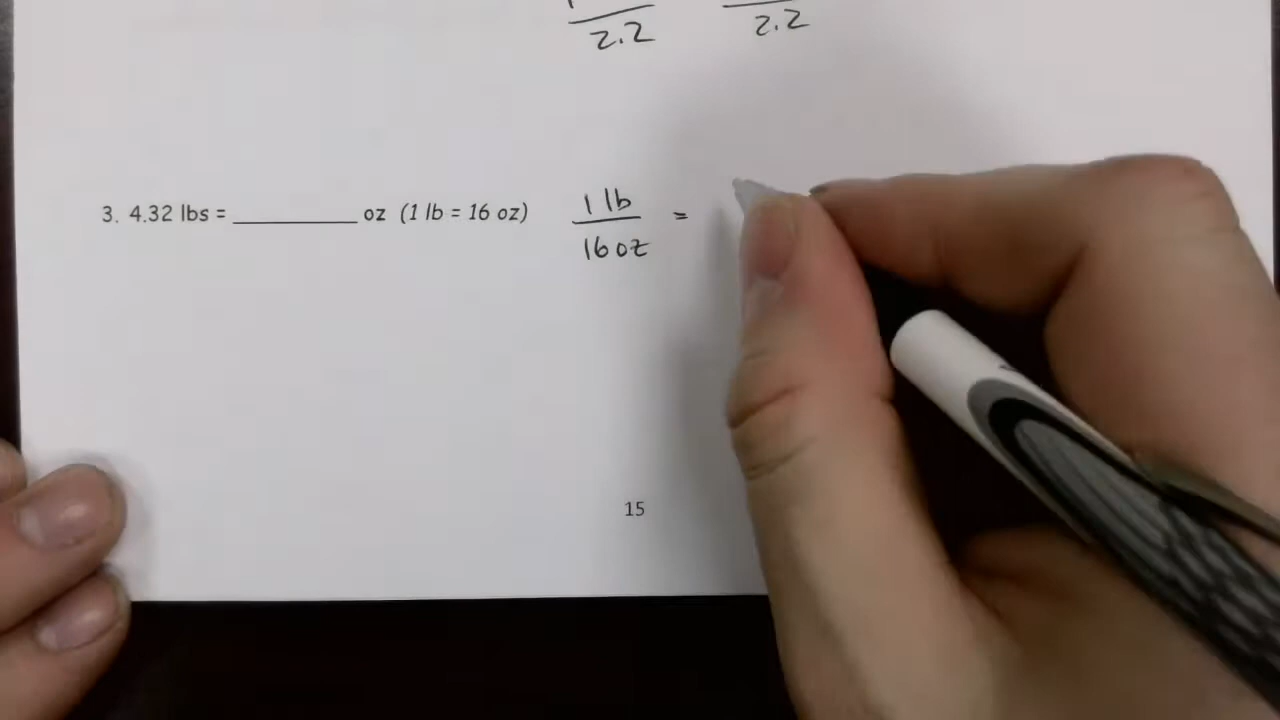 2.2 2.2
3. 4.32 lbs = __________ oz (1 lb = 16 oz) 1 lb =
16 oz
15